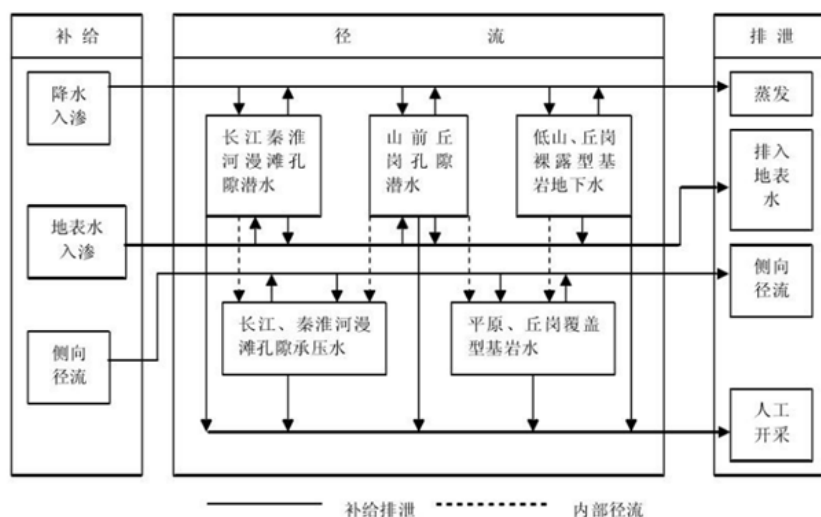 补给
径流
排泄
降水
入渗
地表水
入渗
侧向
径流
长江秦淮
河漫滩孔
隙潜水
山前丘
岗孔隙
潜水
低山、丘岗
裸露型基
岩地下水
长江、秦淮河漫
滩孔隙承压水
平原、丘岗覆盖
型基岩水
蒸发
排入
地表
水
侧向
径流
人工
开采
补给排泄
内部径流